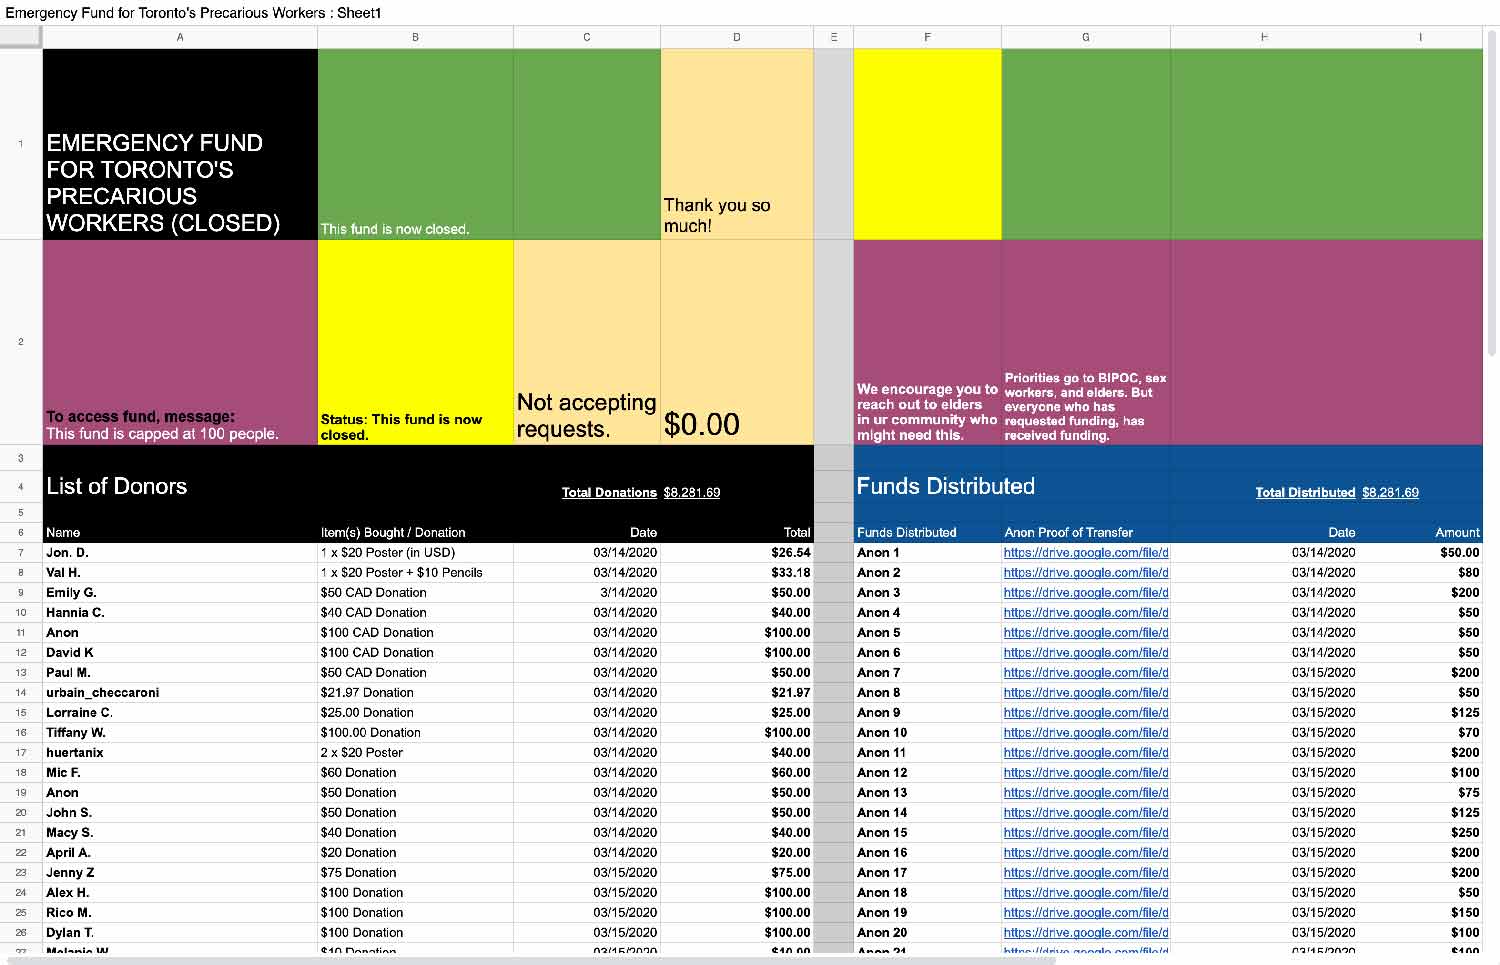 Emergency Fund for Toronto's Precarious Workers : Sheet1
A B C D E F G H I
1
EMERGENCY FUND
FOR TORONTO'S
PRECARIOUS
WORKERS (CLOSED)
This fund is now closed.
Thank you so
much!
2
To access fund, message:
This fund is capped at 100 people.
Status: This fund is now
closed.
Not accepting
requests.
$0.00
We encourage you to
reach out to elders
in ur community who
might need this.
Priorities go to BIPOC, sex
workers, and elders. But
everyone who has
requested funding, has
received funding.
3
4 List of Donors Total Donations $8,281.69 Funds Distributed Total Distributed $8,281.69
5
6 Name Item(s) Bought / Donation Date Total Funds Distributed Anon Proof of Transfer Date Amount
7 Jon. D. 1 x $20 Poster (in USD) 03/14/2020 $26.54 Anon 1 https://drive.google.com/file/d 03/14/2020 $50.00
8 Val H. 1 x $20 Poster + $10 Pencils 03/14/2020 $33.18 Anon 2 https://drive.google.com/file/d 03/14/2020 $80
9 Emily G. $50 CAD Donation 3/14/2020 $50.00 Anon 3 https://drive.google.com/file/d 03/14/2020 $200
10 Hannia C. $40 CAD Donation 03/14/2020 $40.00 Anon 4 https://drive.google.com/file/d 03/14/2020 $50
11 Anon $100 CAD Donation 03/14/2020 $100.00 Anon 5 https://drive.google.com/file/d 03/14/2020 $50
12 David K $100 CAD Donation 03/14/2020 $100.00 Anon 6 https://drive.google.com/file/d 03/14/2020 $50
13 Paul M. $50 CAD Donation 03/14/2020 $50.00 Anon 7 https://drive.google.com/file/d 03/15/2020 $200
14 urbain_checcaroni $21.97 Donation 03/14/2020 $21.97 Anon 8 https://drive.google.com/file/d 03/15/2020 $50
15 Lorraine C. $25.00 Donation 03/14/2020 $25.00 Anon 9 https://drive.google.com/file/d 03/15/2020 $125
16 Tiffany W. $100.00 Donation 03/14/2020 $100.00 Anon 10 https://drive.google.com/file/d 03/15/2020 $70
17 huertanix 2 x $20 Poster 03/14/2020 $40.00 Anon 11 https://drive.google.com/file/d 03/15/2020 $200
18 Mic F. $60 Donation 03/14/2020 $60.00 Anon 12 https://drive.google.com/file/d 03/15/2020 $100
19 Anon $50 Donation 03/14/2020 $50.00 Anon 13 https://drive.google.com/file/d 03/15/2020 $75
20 John S. $50 Donation 03/14/2020 $50.00 Anon 14 https://drive.google.com/file/d 03/15/2020 $125
21 Macy S. $40 Donation 03/14/2020 $40.00 Anon 15 https://drive.google.com/file/d 03/15/2020 $250
22 April A. $20 Donation 03/14/2020 $20.00 Anon 16 https://drive.google.com/file/d 03/15/2020 $200
23 Jenny Z $75 Donation 03/15/2020 $75.00 Anon 17 https://drive.google.com/file/d 03/15/2020 $200
24 Alex H. $100 Donation 03/15/2020 $100.00 Anon 18 https://drive.google.com/file/d 03/15/2020 $50
25 Rico M. $100 Donation 03/15/2020 $100.00 Anon 19 https://drive.google.com/file/d 03/15/2020 $150
26 Dylan T. $100 Donation 03/15/2020 $100.00 Anon 20 https://drive.google.com/file/d 03/15/2020 $100
27 Melanie W. $10 Donation 03/15/2020 $10.00 Anon 21 https://drive.google.com/file/d 03/15/2020 $100